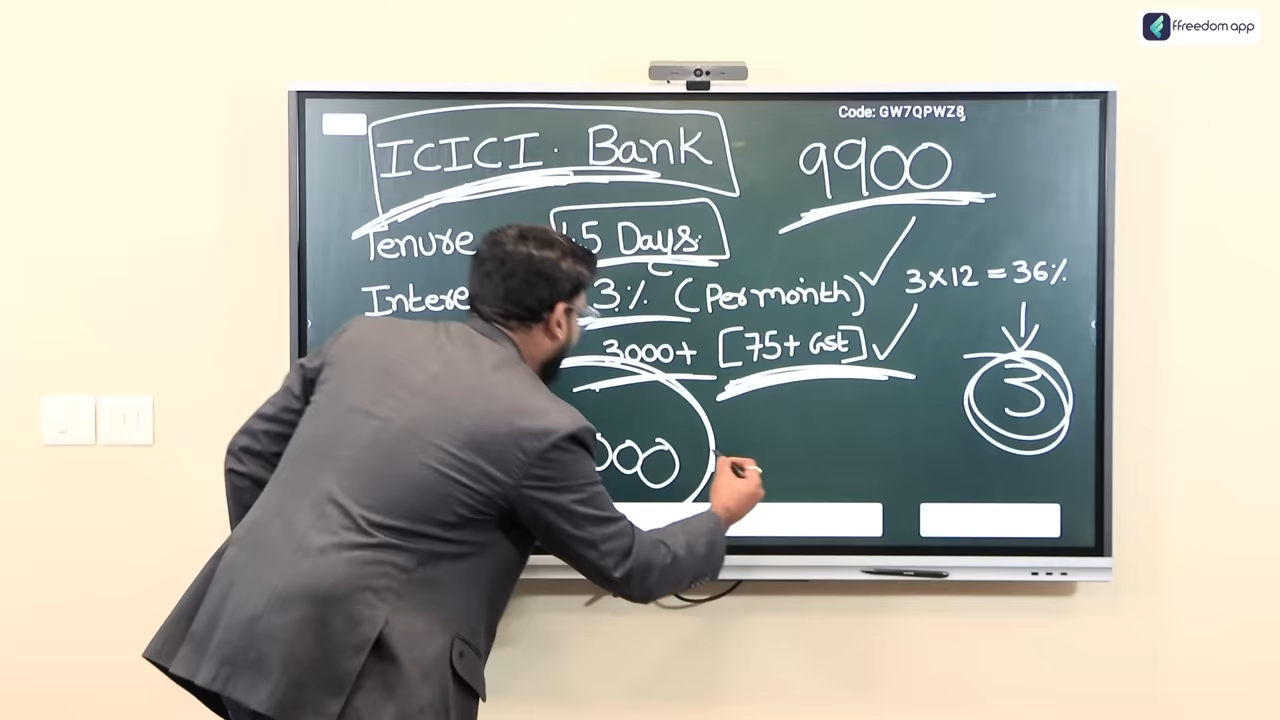 ffreedom app
Code: GW7QPWZ8
ICICI. Bank
9900
Tenure
5 Days.
3% (Per month)
3×12 = 36%
3000+ [75+ GST]
3
000